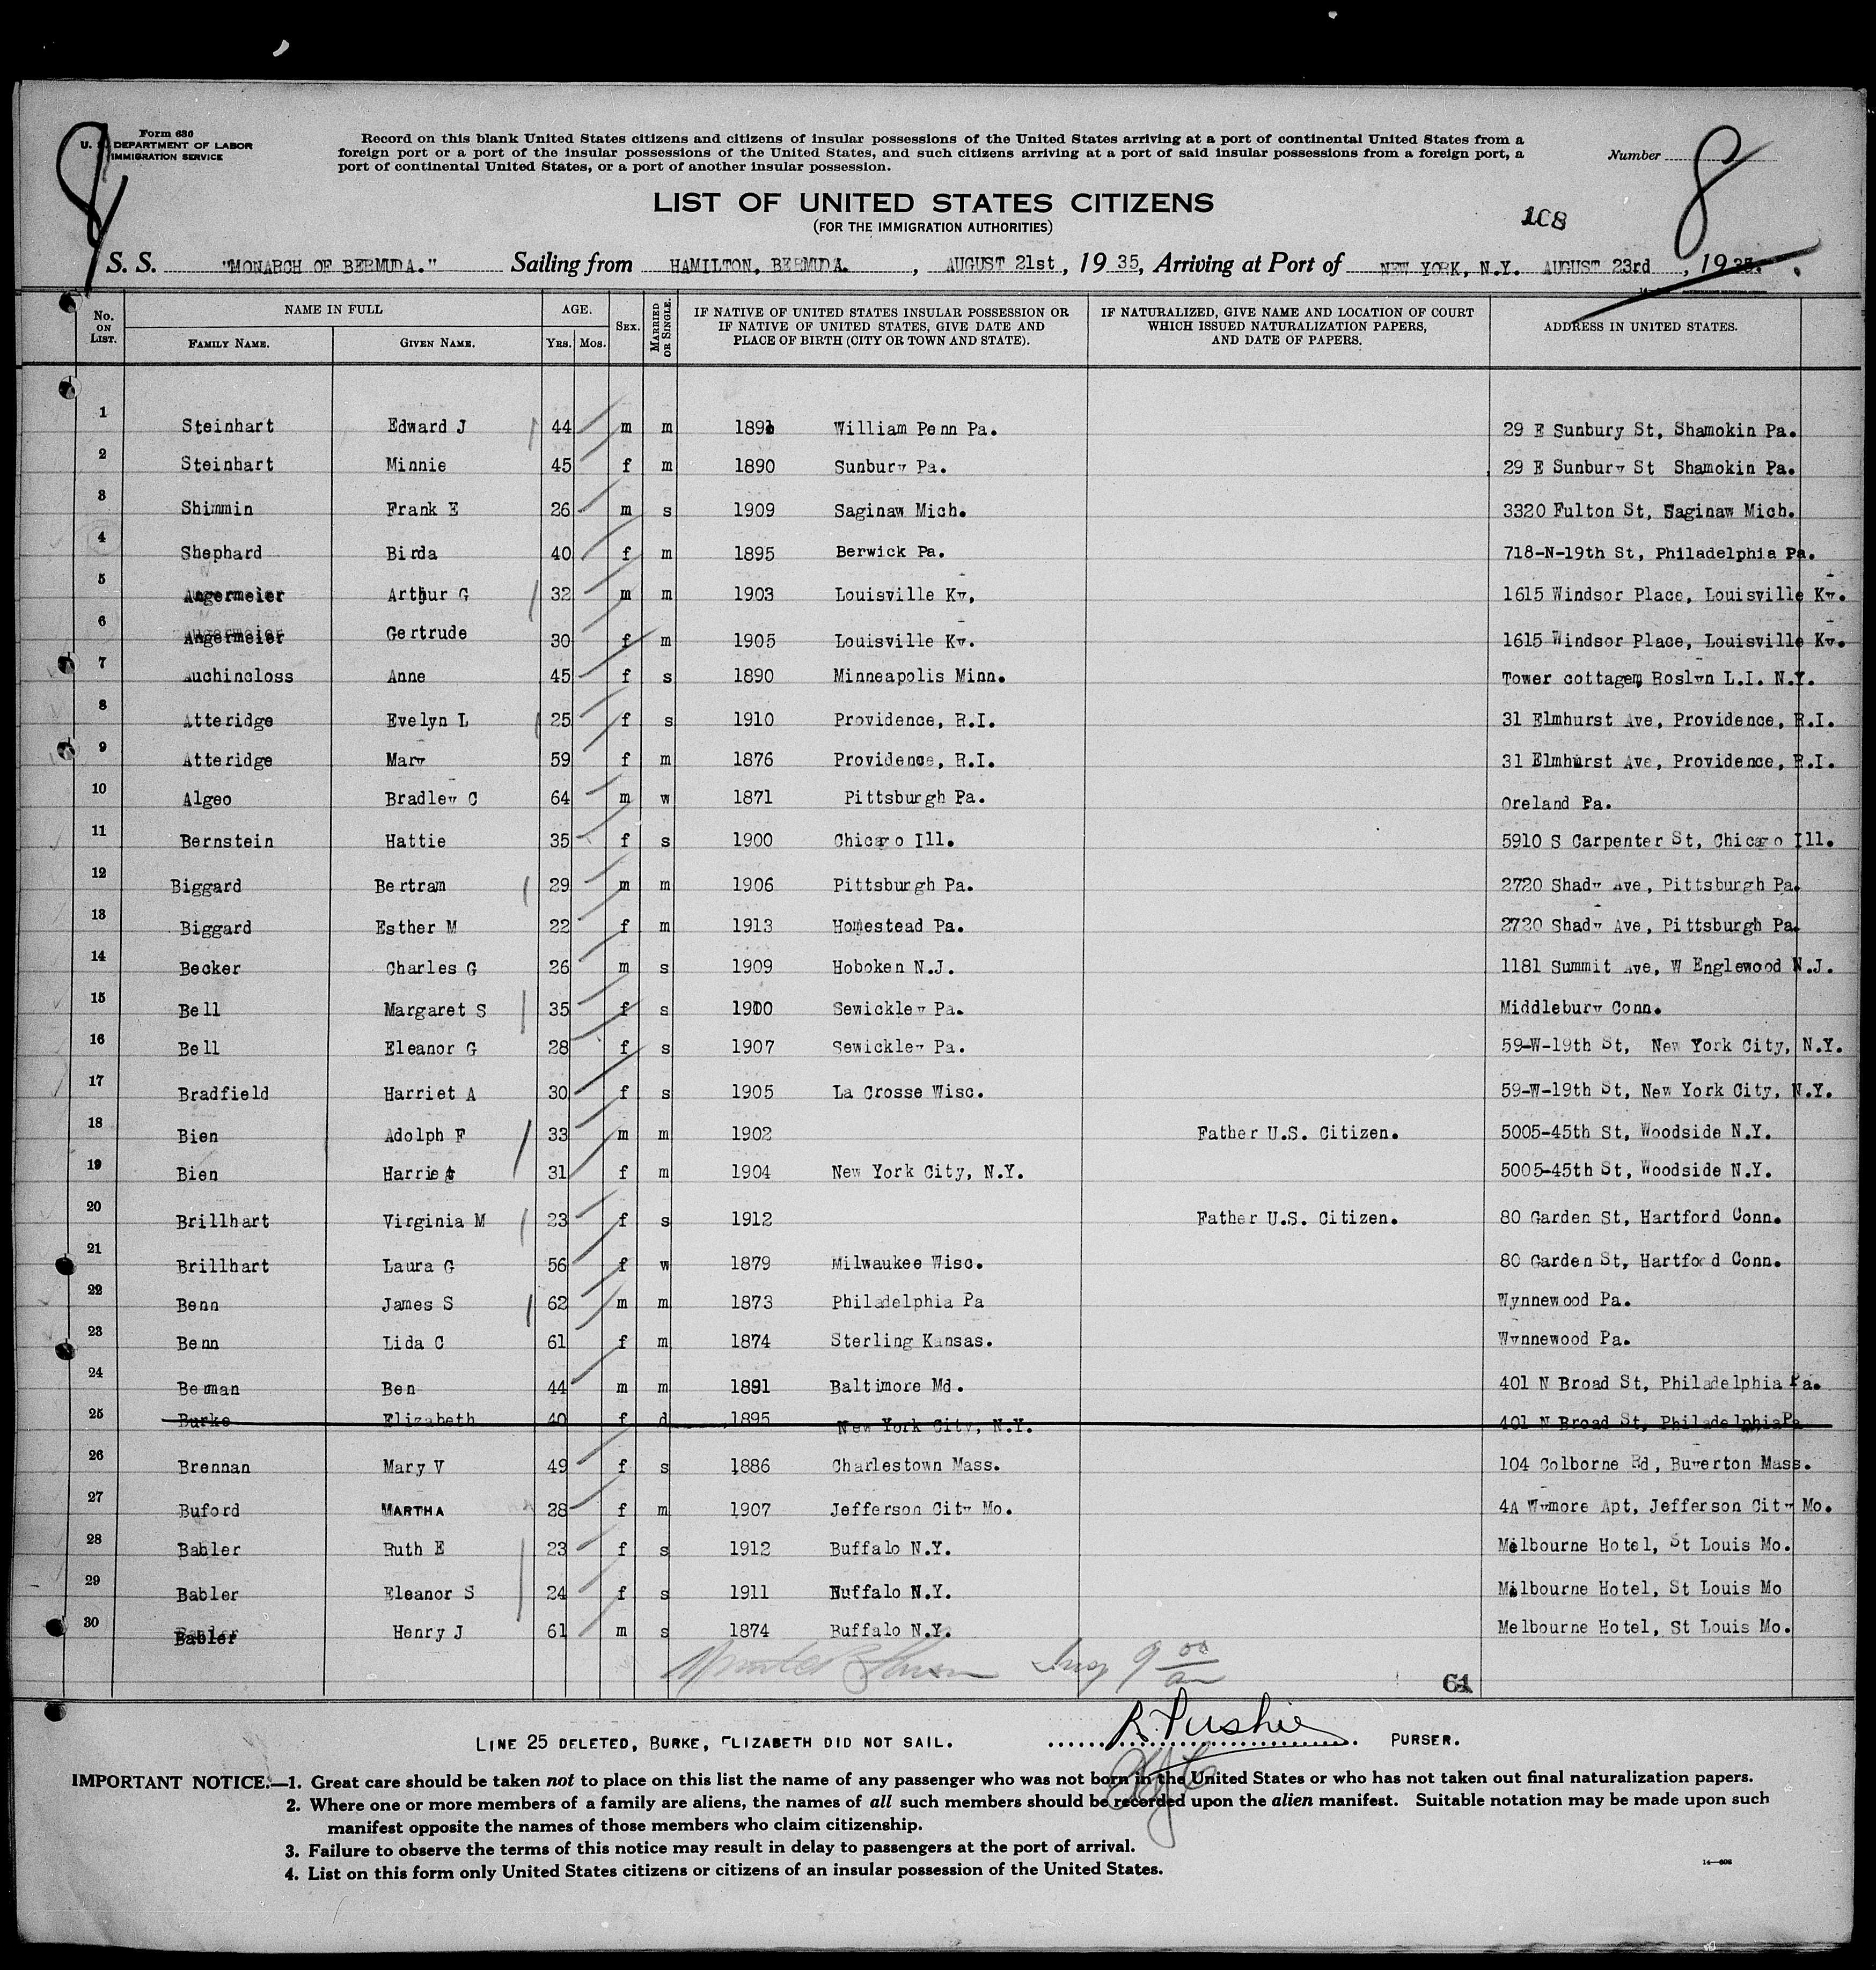 Form 630
U. S. DEPARTMENT OF LABOR
IMMIGRATION SERVICE
Record on this blank United States citizens and citizens of insular possessions of the United States arriving at a port of continental United States from a
foreign port or a port of the insular possessions of the United States, and such citizens arriving at a port of said insular possessions from a foreign port, a
port of continental United States, or a port of another insular possession.
Number 8
8
LIST OF UNITED STATES CITIZENS
(FOR THE IMMIGRATION AUTHORITIES)
108
S. S. "MONARCH OF BERMUDA." Sailing from HAMILTON, BERMUDA. , AUGUST 21st , 19 35, Arriving at Port of NEW YORK, N.Y. AUGUST 23rd , 19 35.
No. ON LIST. NAME IN FULL FAMILY NAME. GIVEN NAME. AGE. YRS. MOS. SEX. MARRIED OR SINGLE. IF NATIVE OF UNITED STATES INSULAR POSSESSION OR IF NATIVE OF UNITED STATES, GIVE DATE AND PLACE OF BIRTH (CITY OR TOWN AND STATE). IF NATURALIZED, GIVE NAME AND LOCATION OF COURT WHICH ISSUED NATURALIZATION PAPERS, AND DATE OF PAPERS. ADDRESS IN UNITED STATES.
1 Steinhart Edward J 44 m m 1891 William Penn Pa. 29 E Sunbury St, Shamokin Pa.
2 Steinhart Minnie 45 f m 1890 Sunbury Pa. 29 E Sunbury St Shamokin Pa.
3 Shimmin Frank E 26 m s 1909 Saginaw Mich. 3320 Fulton St, Saginaw Mich.
4 Shephard Birda 40 f m 1895 Berwick Pa. 718-N-19th St, Philadelphia Pa.
5 Angermeier Arthur G 32 m m 1903 Louisville Ky, 1615 Windsor Place, Louisville Ky.
6 Angermeier Gertrude 30 f m 1905 Louisville Ky. 1615 Windsor Place, Louisville Ky.
7 Auchincloss Anne 45 f s 1890 Minneapolis Minn. Tower cottage, Roslyn L.I. N.Y.
8 Atteridge Evelyn L 25 f s 1910 Providence, R.I. 31 Elmhurst Ave, Providence, R.I.
9 Atteridge Mary 59 f m 1876 Providence, R.I. 31 Elmhurst Ave, Providence, R.I.
10 Algeo Bradley C 64 m w 1871 Pittsburgh Pa. Oreland Pa.
11 Bernstein Hattie 35 f s 1900 Chicago Ill. 5910 S Carpenter St, Chicago Ill.
12 Biggard Bertram 29 m m 1906 Pittsburgh Pa. 2720 Shady Ave, Pittsburgh Pa.
13 Biggard Esther M 22 f m 1913 Homestead Pa. 2720 Shady Ave, Pittsburgh Pa.
14 Becker Charles G 26 m s 1909 Hoboken N.J. 1181 Summit Ave, W Englewood N.J.
15 Bell Margaret S 35 f s 1900 Sewickley Pa. Middlebury Conn.
16 Bell Eleanor G 28 f s 1907 Sewickley Pa. 59-W-19th St, New York City, N.Y.
17 Bradfield Harriet A 30 f s 1905 La Crosse Wisc. 59-W-19th St, New York City, N.Y.
18 Bien Adolph F 33 m m 1902 Father U.S. Citizen. 5005-45th St, Woodside N.Y.
19 Bien Harriet 31 f m 1904 New York City, N.Y. 5005-45th St, Woodside N.Y.
20 Brillhart Virginia M 23 f s 1912 Father U.S. Citizen. 80 Garden St, Hartford Conn.
21 Brillhart Laura G 56 f w 1879 Milwaukee Wisc. 80 Garden St, Hartford Conn.
22 Benn James S 62 m m 1873 Philadelphia Pa Wynnewood Pa.
23 Benn Lida C 61 f m 1874 Sterling Kansas. Wynnewood Pa.
24 Beman Ben 44 m m 1891 Baltimore Md. 401 N Broad St, Philadelphia Pa.
25 Burke Elizabeth 40 f d 1895 New York City, N.Y. 401 N Broad St, Philadelphia Pa
26 Brennan Mary V 49 f s 1886 Charlestown Mass. 104 Colborne Rd, Buyerton Mass.
27 Buford MARTHA 28 f m 1907 Jefferson City Mo. 4A Wymore Apt, Jefferson City Mo.
28 Babler Ruth E 23 f s 1912 Buffalo N.Y. Melbourne Hotel, St Louis Mo.
29 Babler Eleanor S 24 f s 1911 Buffalo N.Y. Melbourne Hotel, St Louis Mo
30 Babler Henry J 61 m s 1874 Buffalo N.Y. Melbourne Hotel, St Louis Mo.
Insp 9 00 am
61
LINE 25 DELETED, BURKE, ELIZABETH DID NOT SAIL. R. Pushie PURSER.
IMPORTANT NOTICE.—1. Great care should be taken not to place on this list the name of any passenger who was not born in the United States or who has not taken out final naturalization papers.
2. Where one or more members of a family are aliens, the names of all such members should be recorded upon the alien manifest. Suitable notation may be made upon such
manifest opposite the names of those members who claim citizenship.
3. Failure to observe the terms of this notice may result in delay to passengers at the port of arrival.
4. List on this form only United States citizens or citizens of an insular possession of the United States.